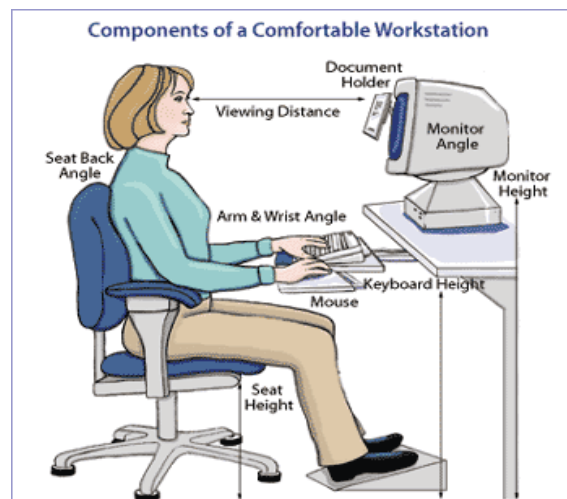 Components of a Comfortable Workstation
Document
Holder
Viewing Distance
Monitor
Angle
Seat Back
Angle
Monitor
Height
Arm & Wrist Angle
Keyboard Height
Mouse
Seat
Height